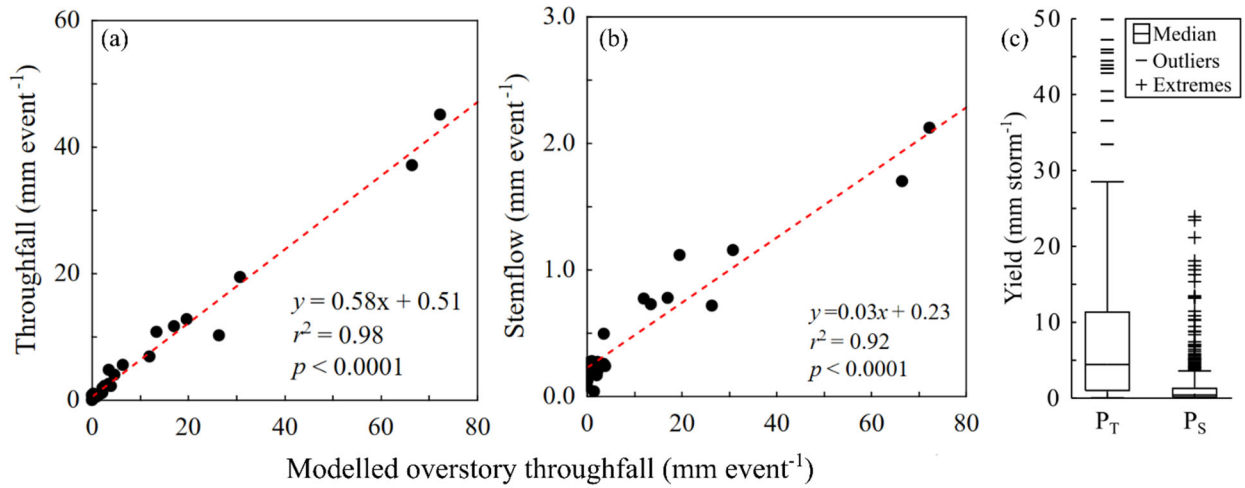 (a)
60
40
20
0
0 20 40 60 80
Throughfall (mm event⁻¹)
y = 0.58x + 0.51
r² = 0.98
p < 0.0001
(b)
3.0
2.0
1.0
0
0 20 40 60 80
Stemflow (mm event⁻¹)
y =0.03x + 0.23
r² = 0.92
p < 0.0001
Modelled overstory throughfall (mm event⁻¹)
(c)
50
40
30
20
10
0
Yield (mm storm⁻¹)
Median
Outliers
Extremes
P_T P_S